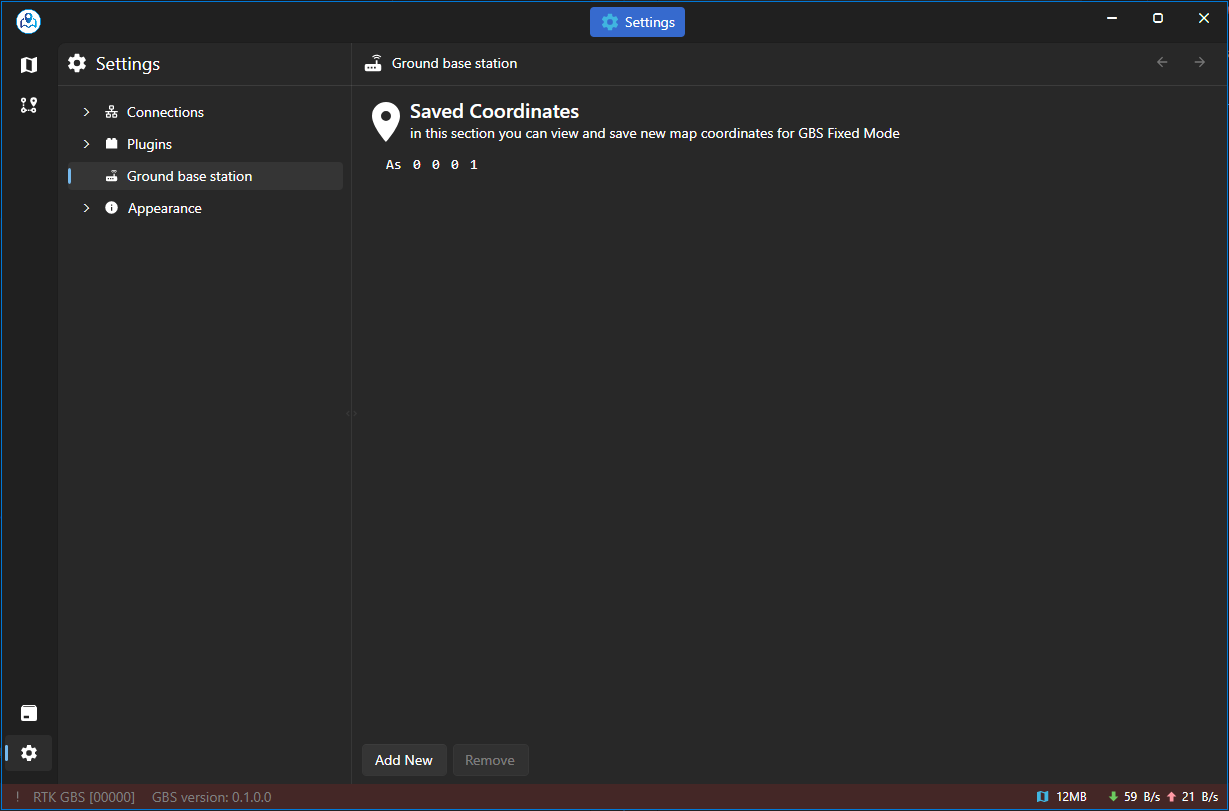 Settings
Settings
Connections
Plugins
Ground base station
Appearance
Ground base station
Saved Coordinates
in this section you can view and save new map coordinates for GBS Fixed Mode
As 0 0 0 1
Add New Remove
! RTK GBS [00000] GBS version: 0.1.0.0 12MB 59 B/s 21 B/s